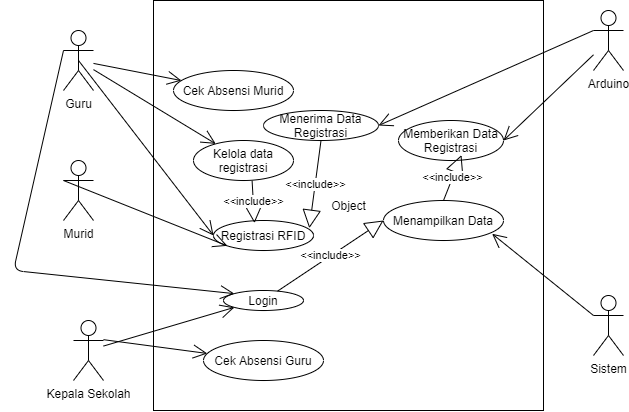 Guru
Cek Absensi Murid
Arduino
Menerima Data
Registrasi
Memberikan Data
Registrasi
Kelola data
registrasi
<<include>>
<<include>>
<<include>>
Object
Murid
Registrasi RFID
Menampilkan Data
<<include>>
Login
Cek Absensi Guru
Sistem
Kepala Sekolah